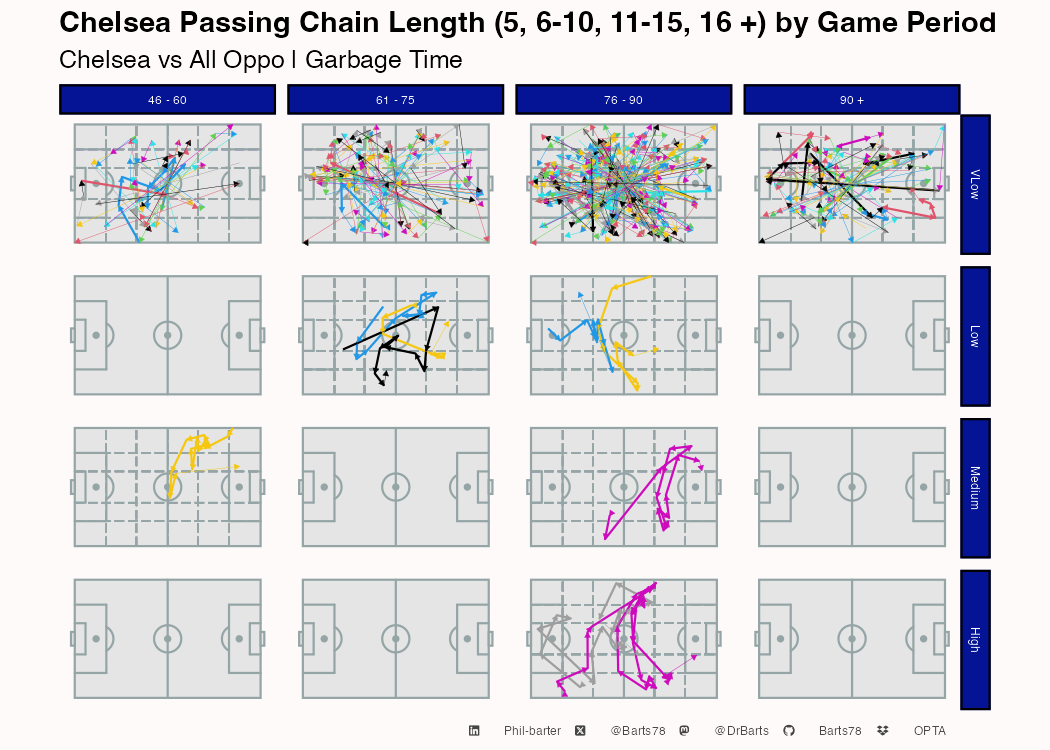 Chelsea Passing Chain Length (5, 6-10, 11-15, 16 +) by Game Period
Chelsea vs All Oppo I Garbage Time
46 - 60
61 - 75
76 - 90
90 +
VLow
Low
Medium
High
Phil-barter @Barts78 @DrBarts Barts78 OPTA